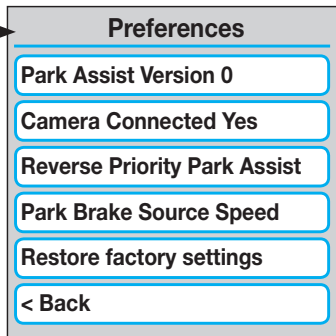 Preferences
Park Assist Version 0
Camera Connected Yes
Reverse Priority Park Assist
Park Brake Source Speed
Restore factory settings
< Back